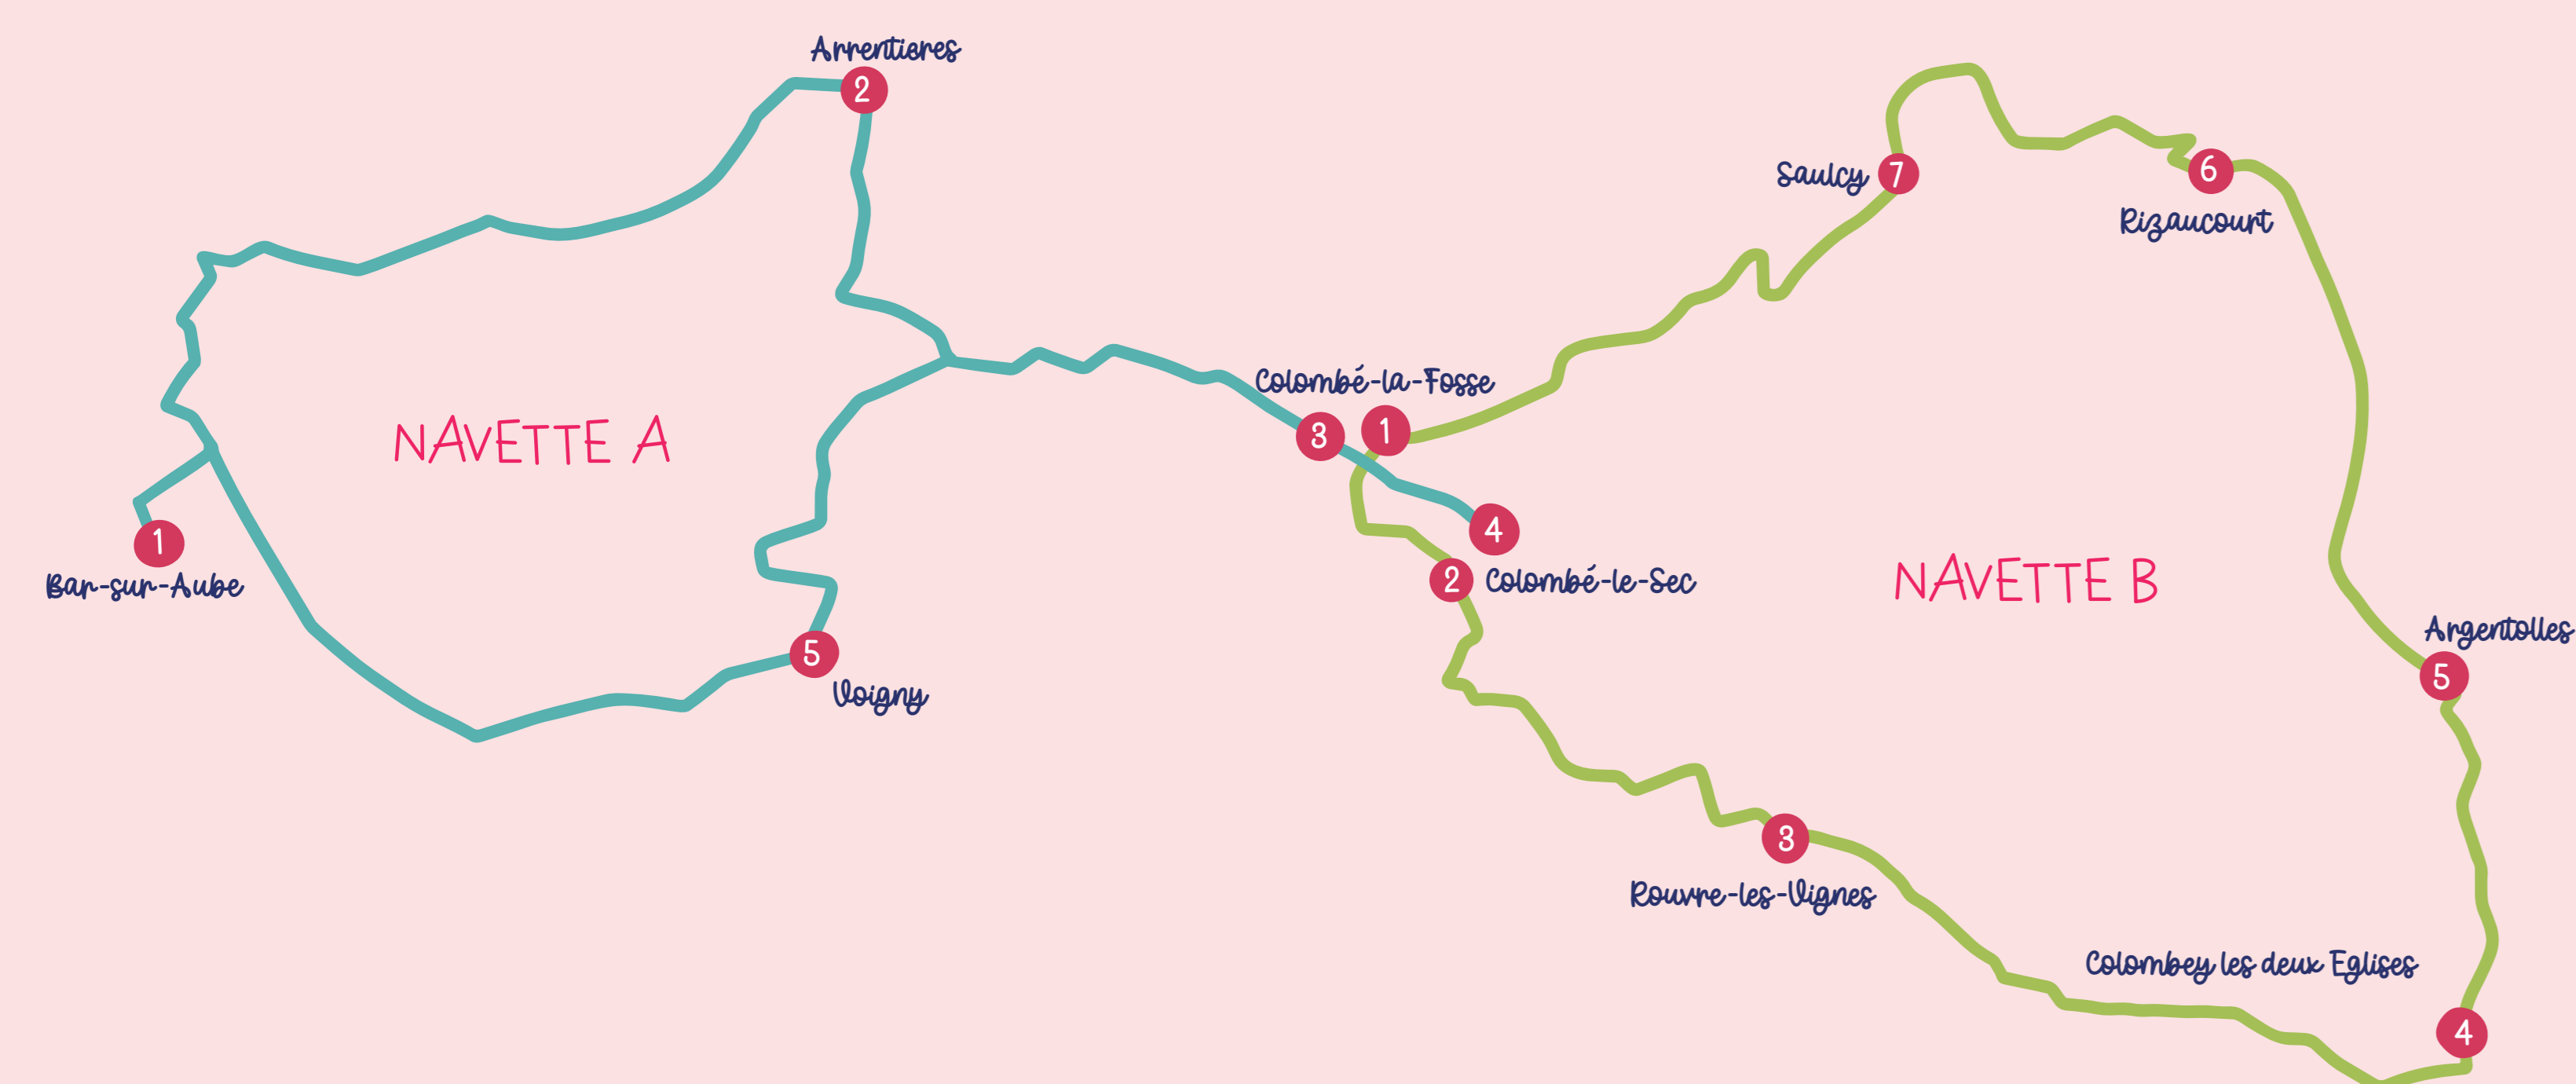 Arrentieres
2
Saulcy
7
6
Rizaucourt
Colombé-la-Fosse
3
1
NAVETTE A
4
1
Bar-sur-Aube
2
Colombé-le-Sec
NAVETTE B
Argentolles
5
5
Voigny
3
Rouvre-les-Vignes
Colombey les deux Eglises
4